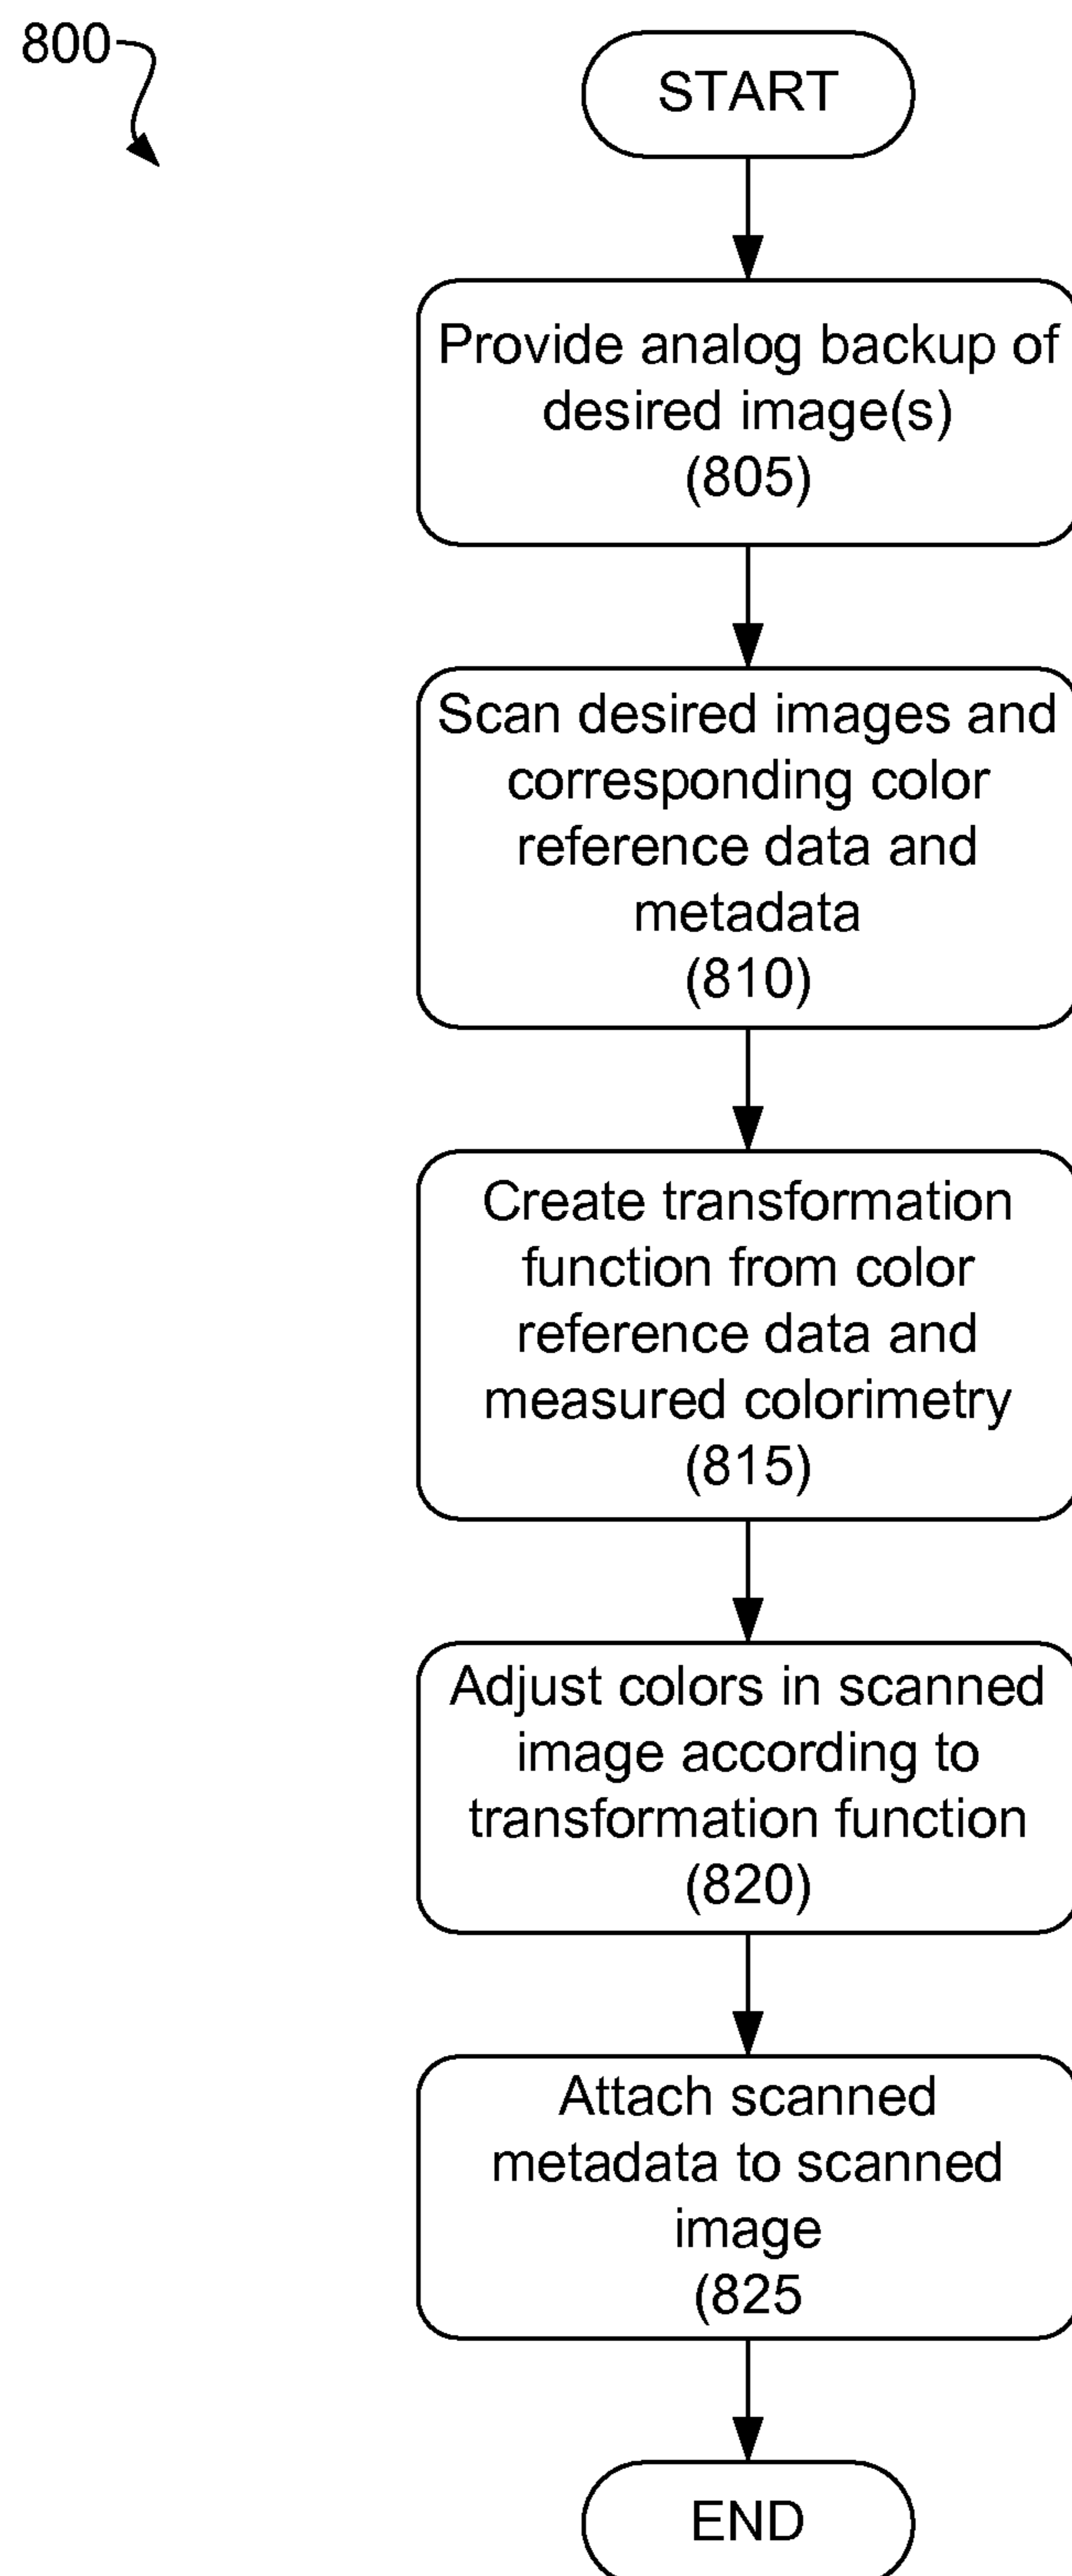 800
START
Provide analog backup of
desired image(s)
(805)
Scan desired images and
corresponding color
reference data and
metadata
(810)
Create transformation
function from color
reference data and
measured colorimetry
(815)
Adjust colors in scanned
image according to
transformation function
(820)
Attach scanned
metadata to scanned
image
(825
END